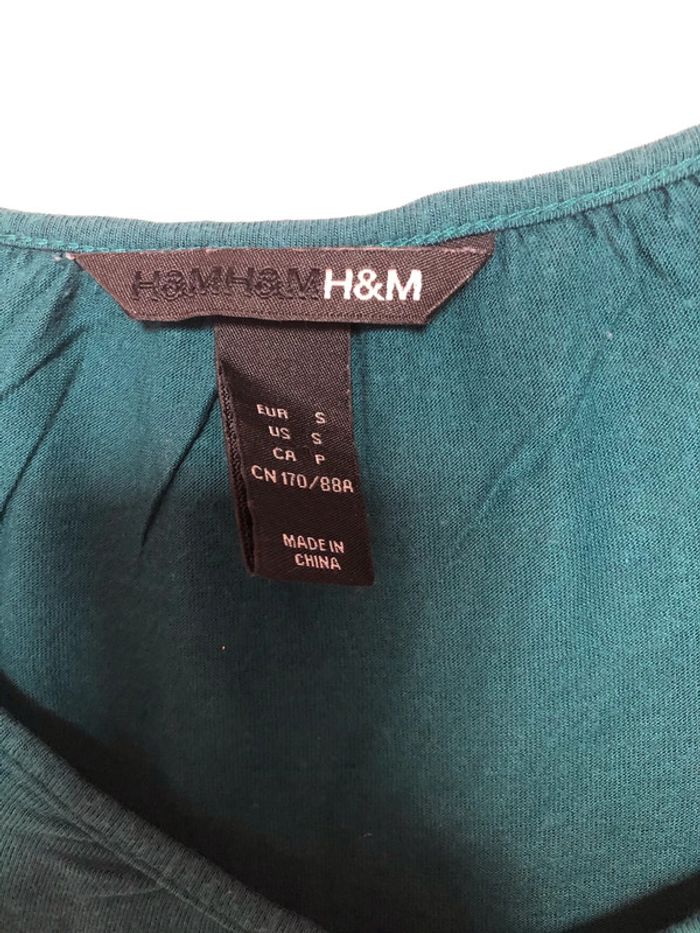 H&MH&MH&M
EUR S
US S
CA P
CN 170/88A
MADE IN
CHINA